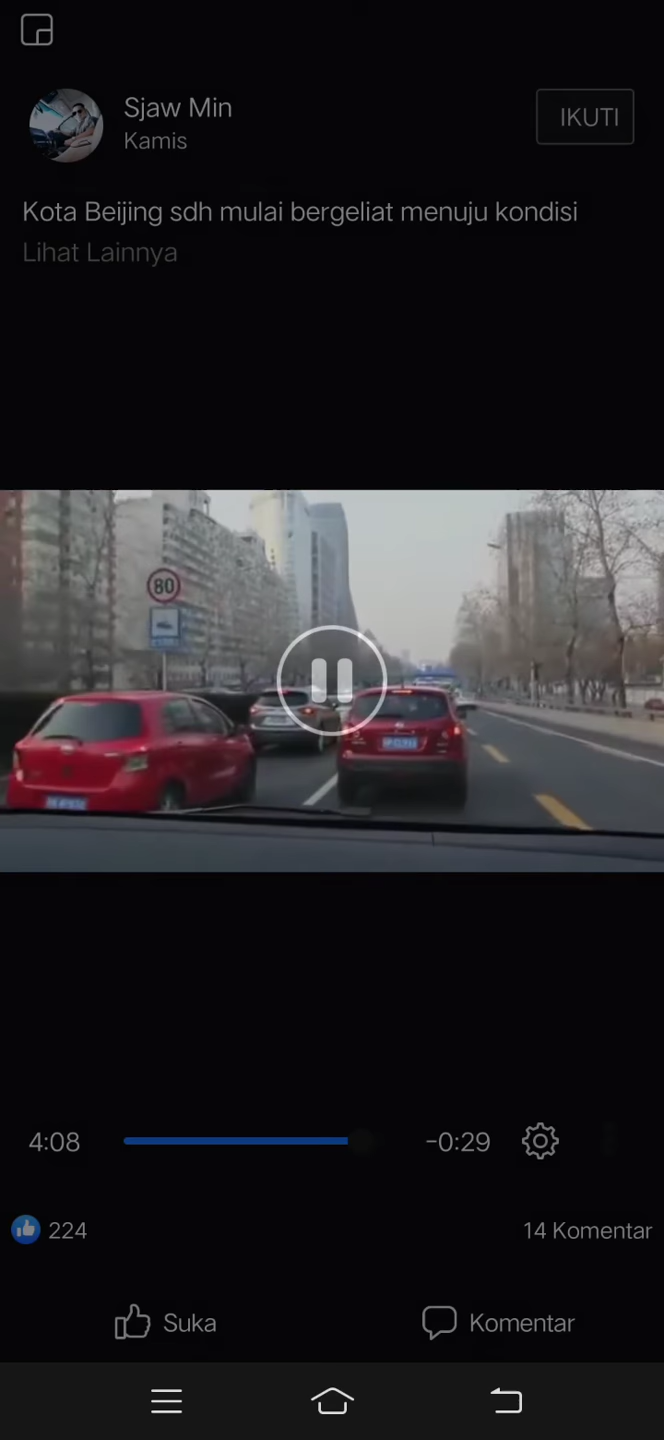 Sjaw Min
Kamis
IKUTI
Kota Beijing sdh mulai bergeliat menuju kondisi
Lihat Lainnya
80
4:08
-0:29
224
14 Komentar
Suka
Komentar